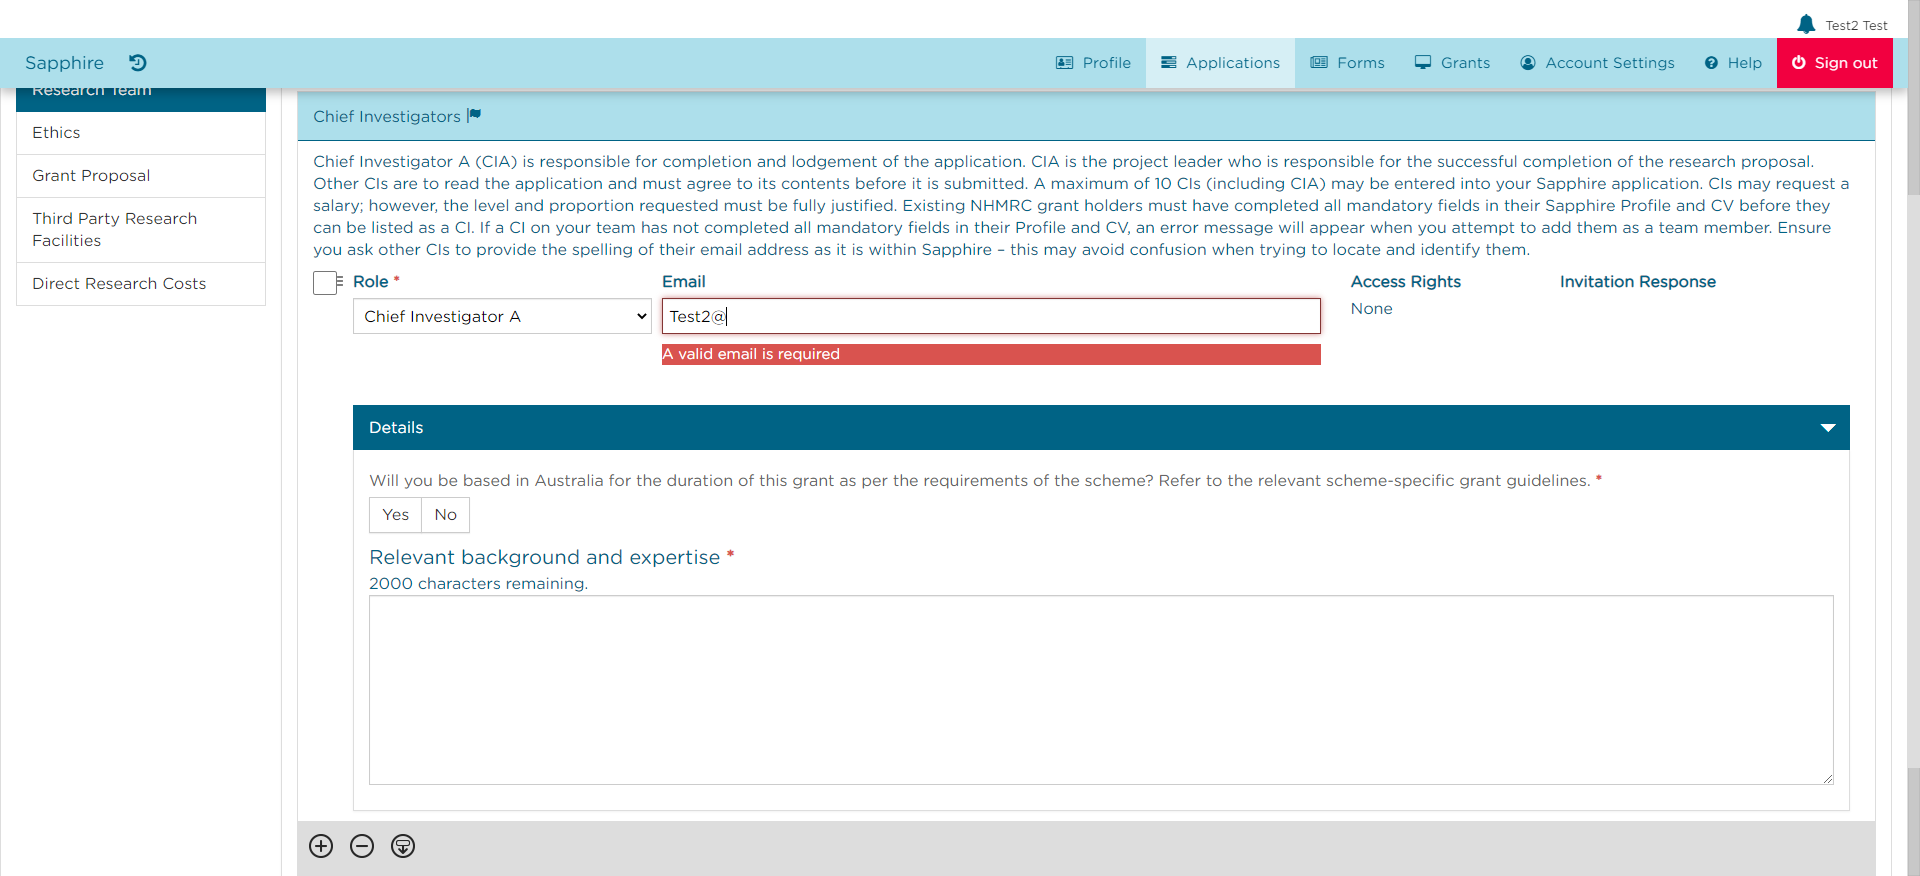 Test2 Test
Sapphire
Profile
Applications
Forms
Grants
Account Settings
Help
Sign out
Research Team
Ethics
Grant Proposal
Third Party Research
Facilities
Direct Research Costs
Chief Investigators
Chief Investigator A (CIA) is responsible for completion and lodgement of the application. CIA is the project leader who is responsible for the successful completion of the research proposal.
Other CIs are to read the application and must agree to its contents before it is submitted. A maximum of 10 CIs (including CIA) may be entered into your Sapphire application. CIs may request a
salary; however, the level and proportion requested must be fully justified. Existing NHMRC grant holders must have completed all mandatory fields in their Sapphire Profile and CV before they
can be listed as a CI. If a CI on your team has not completed all mandatory fields in their Profile and CV, an error message will appear when you attempt to add them as a team member. Ensure
you ask other CIs to provide the spelling of their email address as it is within Sapphire – this may avoid confusion when trying to locate and identify them.
Role *
Email
Access Rights
Invitation Response
Chief Investigator A
Test2@
None
A valid email is required
Details
Will you be based in Australia for the duration of this grant as per the requirements of the scheme? Refer to the relevant scheme-specific grant guidelines. *
Yes
No
Relevant background and expertise *
2000 characters remaining.